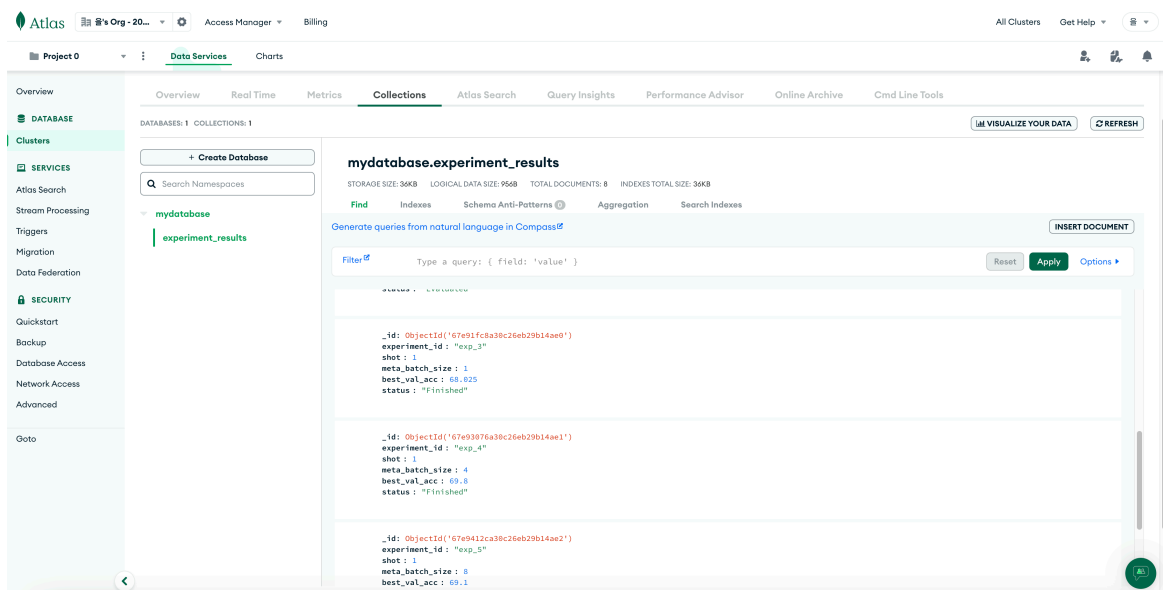 Atlas
윤's Org - 20...
Access Manager
Billing
All Clusters
Get Help
윤
Project 0
Data Services
Charts
Overview
DATABASE
Clusters
SERVICES
Atlas Search
Stream Processing
Triggers
Migration
Data Federation
SECURITY
Quickstart
Backup
Database Access
Network Access
Advanced
Goto
Overview
Real Time
Metrics
Collections
Atlas Search
Query Insights
Performance Advisor
Online Archive
Cmd Line Tools
DATABASES: 1 COLLECTIONS: 1
VISUALIZE YOUR DATA
REFRESH
+ Create Database
Search Namespaces
mydatabase
experiment_results
mydatabase.experiment_results
STORAGE SIZE: 36KB LOGICAL DATA SIZE: 956B TOTAL DOCUMENTS: 8 INDEXES TOTAL SIZE: 36KB
Find
Indexes
Schema Anti-Patterns 0
Aggregation
Search Indexes
Generate queries from natural language in Compass
INSERT DOCUMENT
Filter
Type a query: { field: 'value' }
Reset
Apply
Options
status : "Evaluated"
_id: ObjectId('67e91fc8a30c26eb29b14ae0')
experiment_id : "exp_3"
shot : 1
meta_batch_size : 1
best_val_acc : 68.025
status : "Finished"
_id: ObjectId('67e93076a30c26eb29b14ae1')
experiment_id : "exp_4"
shot : 1
meta_batch_size : 4
best_val_acc : 69.8
status : "Finished"
_id: ObjectId('67e9412ca30c26eb29b14ae2')
experiment_id : "exp_5"
shot : 1
meta_batch_size : 8
best_val_acc : 69.1